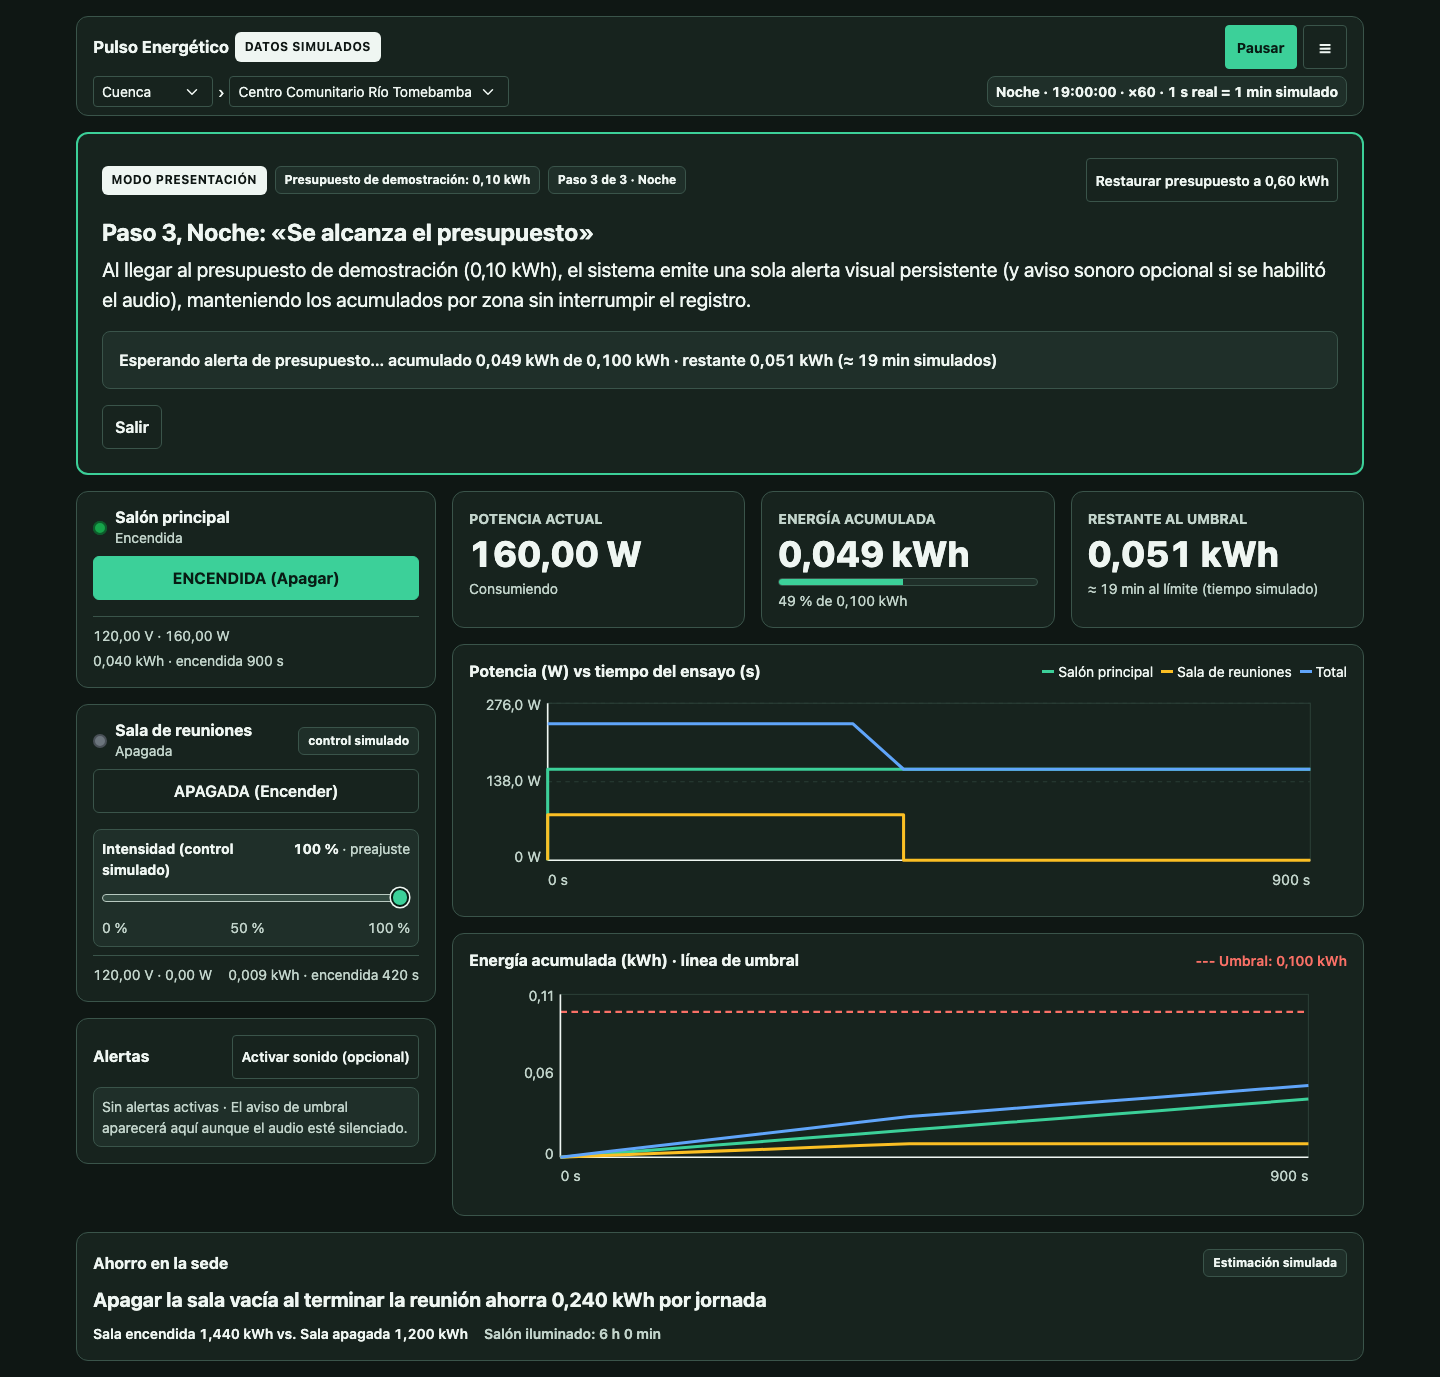 Pulso Energético DATOS SIMULADOS
Pausar ≡
Cuenca › Centro Comunitario Río Tomebamba
Noche · 19:00:00 · ×60 · 1 s real = 1 min simulado
MODO PRESENTACIÓN Presupuesto de demostración: 0,10 kWh Paso 3 de 3 · Noche
Restaurar presupuesto a 0,60 kWh
Paso 3, Noche: «Se alcanza el presupuesto»
Al llegar al presupuesto de demostración (0,10 kWh), el sistema emite una sola alerta visual persistente (y aviso sonoro opcional si se habilitó
el audio), manteniendo los acumulados por zona sin interrumpir el registro.
Esperando alerta de presupuesto... acumulado 0,049 kWh de 0,100 kWh · restante 0,051 kWh (≈ 19 min simulados)
Salir
Salón principal
Encendida
ENCENDIDA (Apagar)
120,00 V · 160,00 W
0,040 kWh · encendida 900 s
Sala de reuniones
Apagada
control simulado
APAGADA (Encender)
Intensidad (control
simulado)
100 % · preajuste
0 % 50 % 100 %
120,00 V · 0,00 W 0,009 kWh · encendida 420 s
Alertas
Activar sonido (opcional)
Sin alertas activas · El aviso de umbral
aparecerá aquí aunque el audio esté silenciado.
POTENCIA ACTUAL
160,00 W
Consumiendo
ENERGÍA ACUMULADA
0,049 kWh
49 % de 0,100 kWh
RESTANTE AL UMBRAL
0,051 kWh
≈ 19 min al límite (tiempo simulado)
Potencia (W) vs tiempo del ensayo (s)
Salón principal Sala de reuniones Total
276,0 W
138,0 W
0 W
0 s 900 s
Energía acumulada (kWh) · línea de umbral
--- Umbral: 0,100 kWh
0,11
0,06
0
0 s 900 s
Ahorro en la sede
Estimación simulada
Apagar la sala vacía al terminar la reunión ahorra 0,240 kWh por jornada
Sala encendida 1,440 kWh vs. Sala apagada 1,200 kWh Salón iluminado: 6 h 0 min